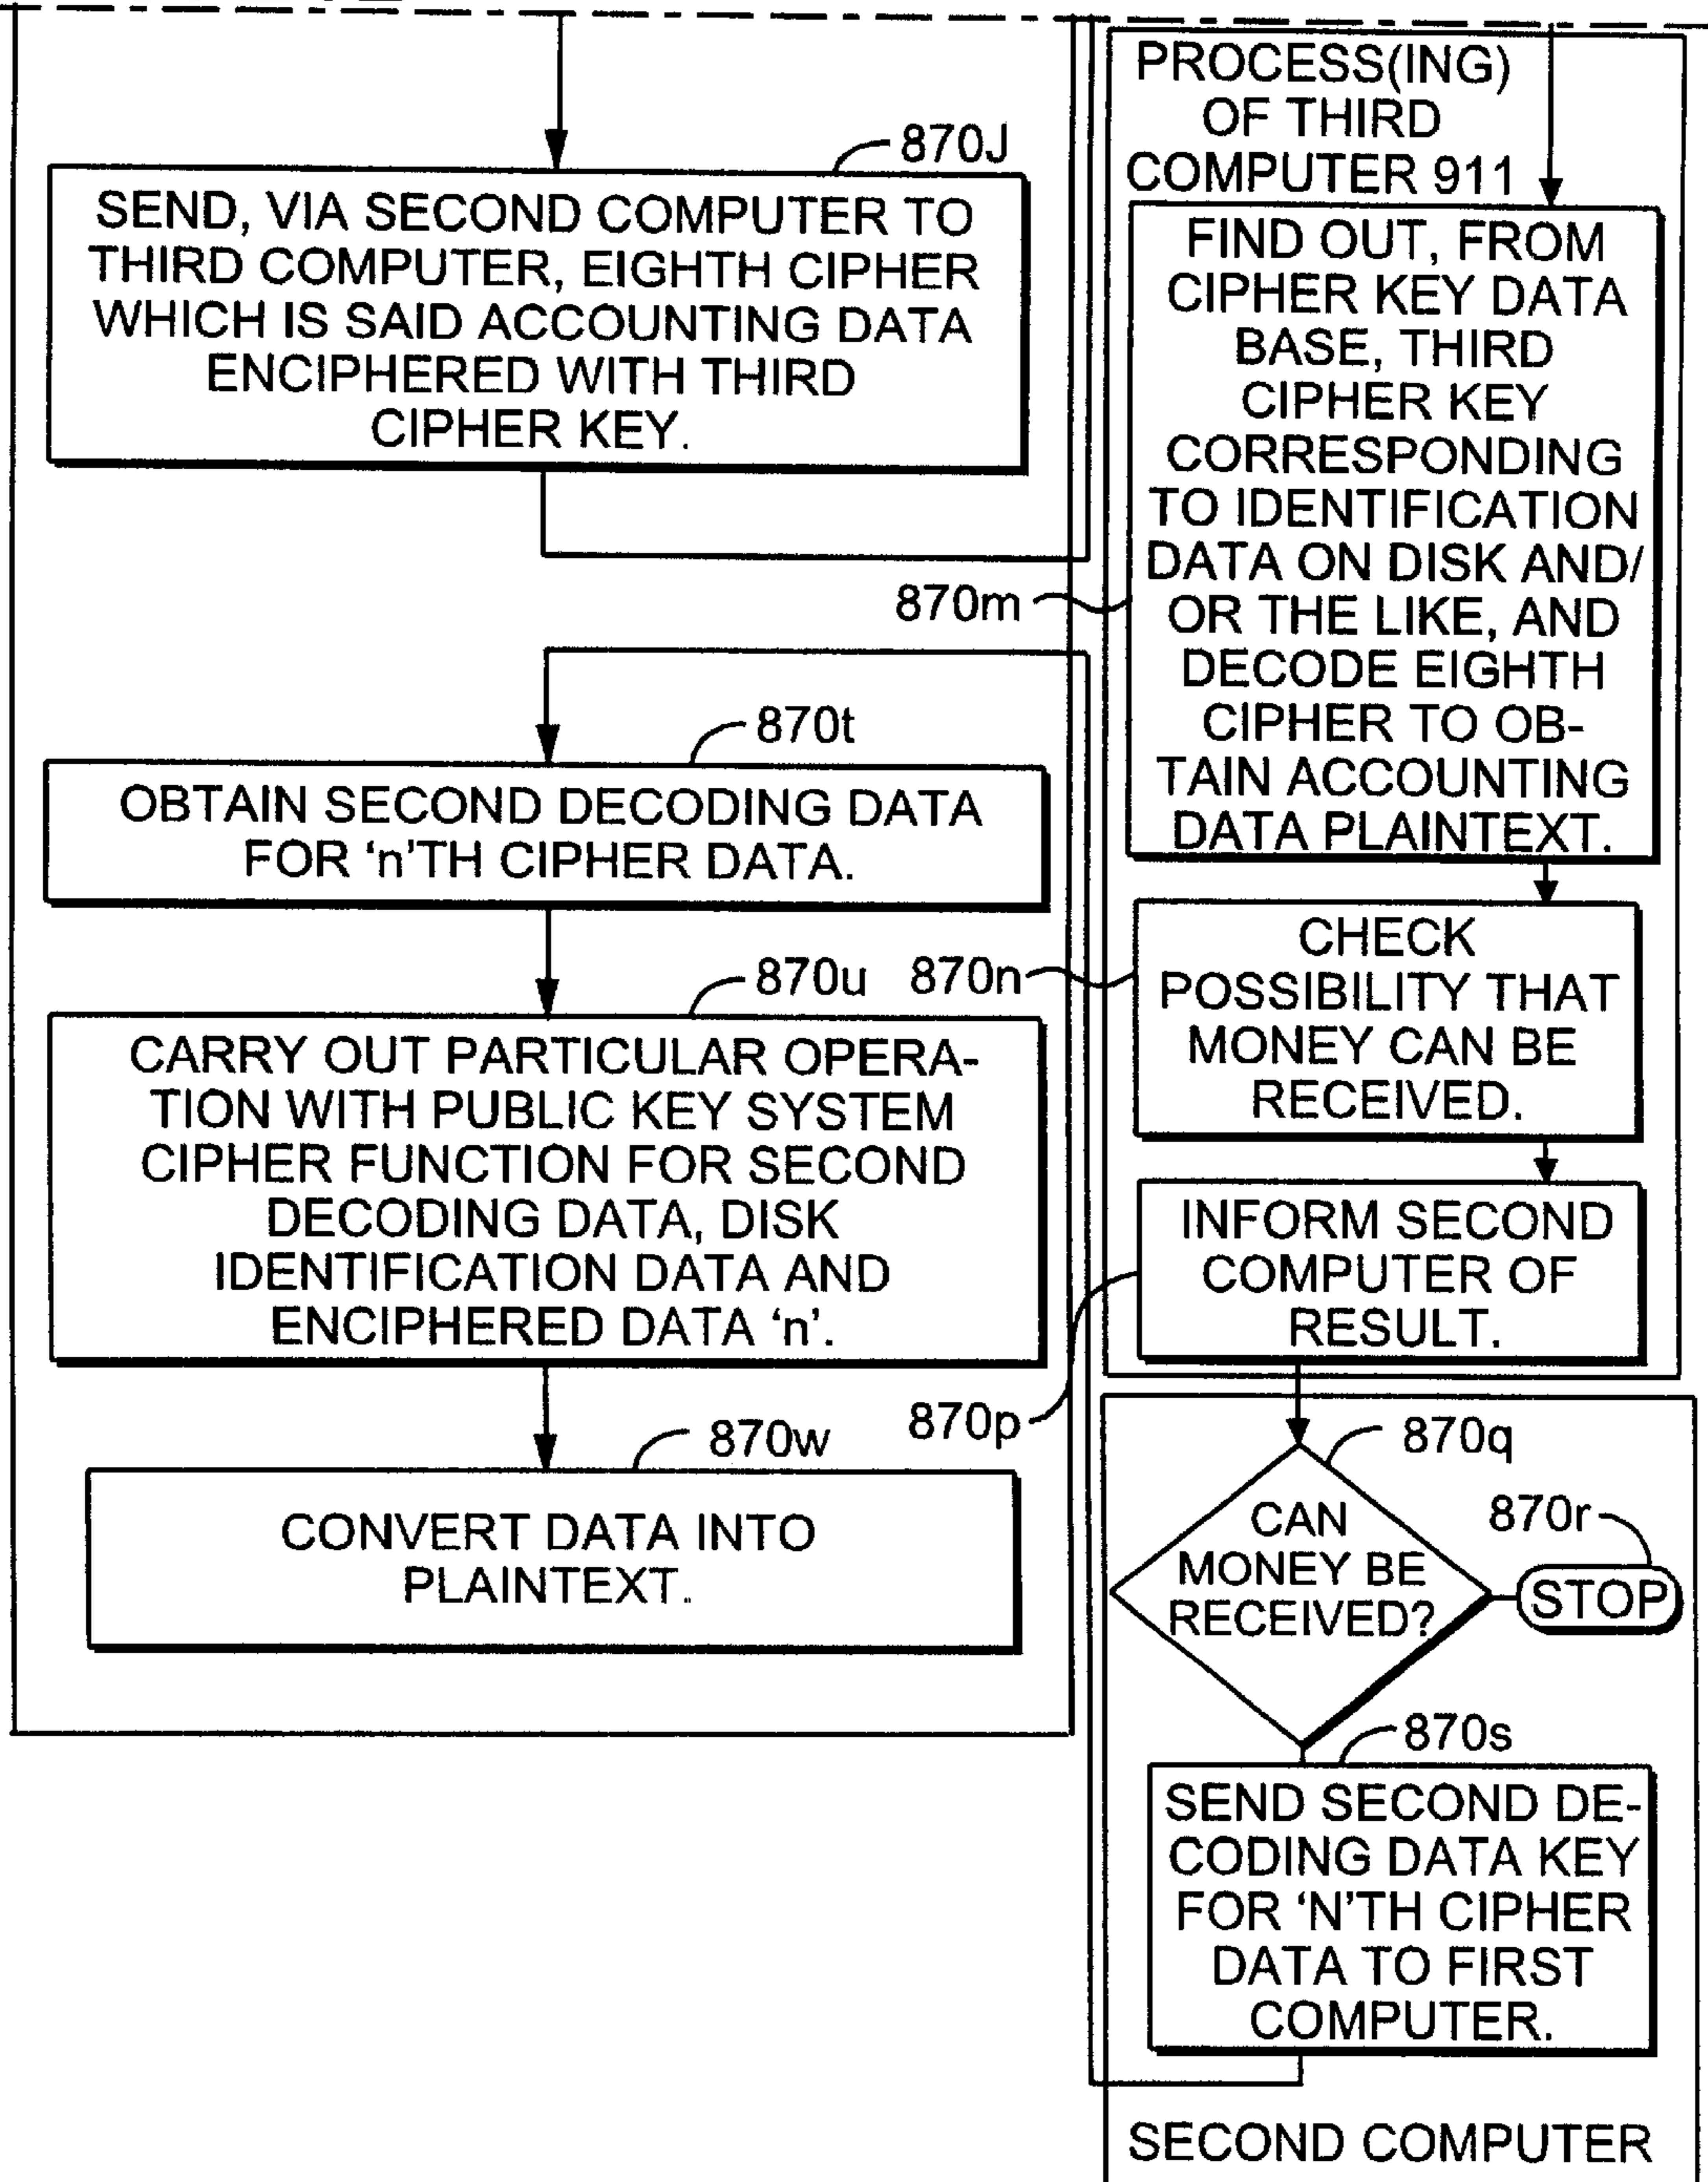 870J
SEND, VIA SECOND COMPUTER TO
THIRD COMPUTER, EIGHTH CIPHER
WHICH IS SAID ACCOUNTING DATA
ENCIPHERED WITH THIRD
CIPHER KEY.
870t
OBTAIN SECOND DECODING DATA
FOR ‘n’TH CIPHER DATA.
870u
CARRY OUT PARTICULAR OPERA-
TION WITH PUBLIC KEY SYSTEM
CIPHER FUNCTION FOR SECOND
DECODING DATA, DISK
IDENTIFICATION DATA AND
ENCIPHERED DATA ‘n’.
870w
CONVERT DATA INTO
PLAINTEXT.
PROCESS(ING)
OF THIRD
COMPUTER 911
870m
FIND OUT, FROM
CIPHER KEY DATA
BASE, THIRD
CIPHER KEY
CORRESPONDING
TO IDENTIFICATION
DATA ON DISK AND/
OR THE LIKE, AND
DECODE EIGHTH
CIPHER TO OB-
TAIN ACCOUNTING
DATA PLAINTEXT.
870n
CHECK
POSSIBILITY THAT
MONEY CAN BE
RECEIVED.
870p
INFORM SECOND
COMPUTER OF
RESULT.
870q
CAN
MONEY BE
RECEIVED?
870r
STOP
870s
SEND SECOND DE-
CODING DATA KEY
FOR ‘N’TH CIPHER
DATA TO FIRST
COMPUTER.
SECOND COMPUTER